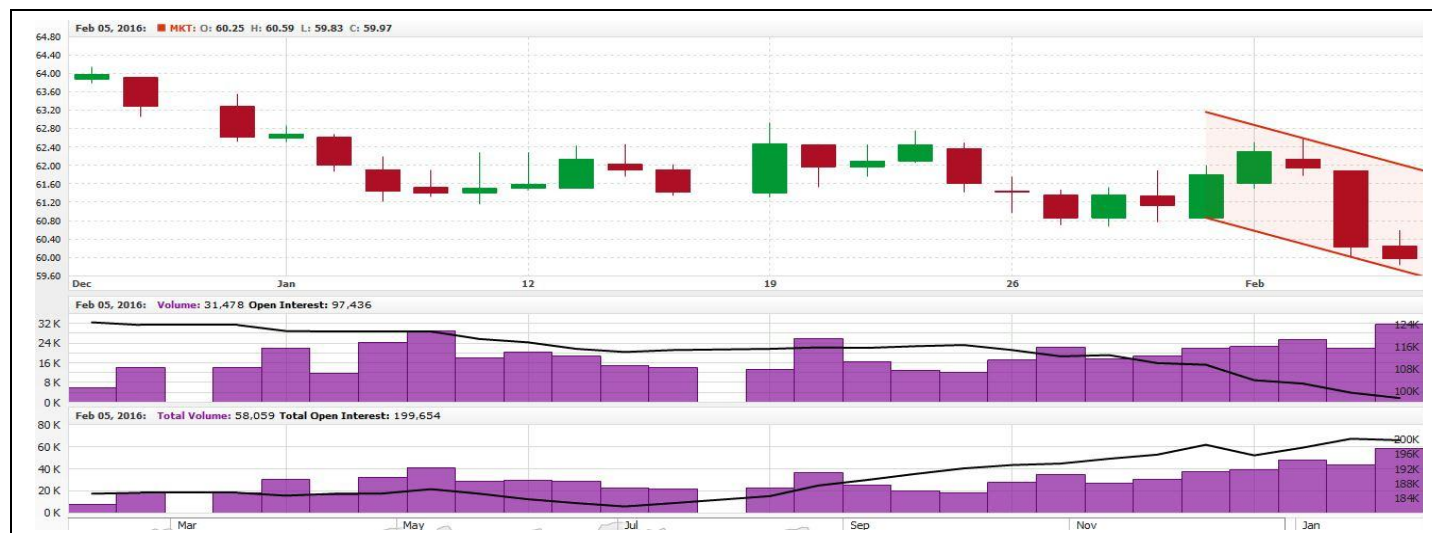 Feb 05, 2016: MKT: O: 60.25 H: 60.59 L: 59.83 C: 59.97
64.80
64.40
64.00
63.60
63.20
62.80
62.40
62.00
61.60
61.20
60.80
60.40
60.00
59.60
Dec Jan 12 19 26 Feb
Feb 05, 2016: Volume: 31,478 Open Interest: 97,436
32 K 124K
24 K 116K
16 K 108K
8 K 100K
0 K
Feb 05, 2016: Total Volume: 58,059 Total Open Interest: 199,654
80 K
60 K 200K
196K
40 K 192K
20 K 188K
184K
0 K
Mar May Jul Sep Nov Jan